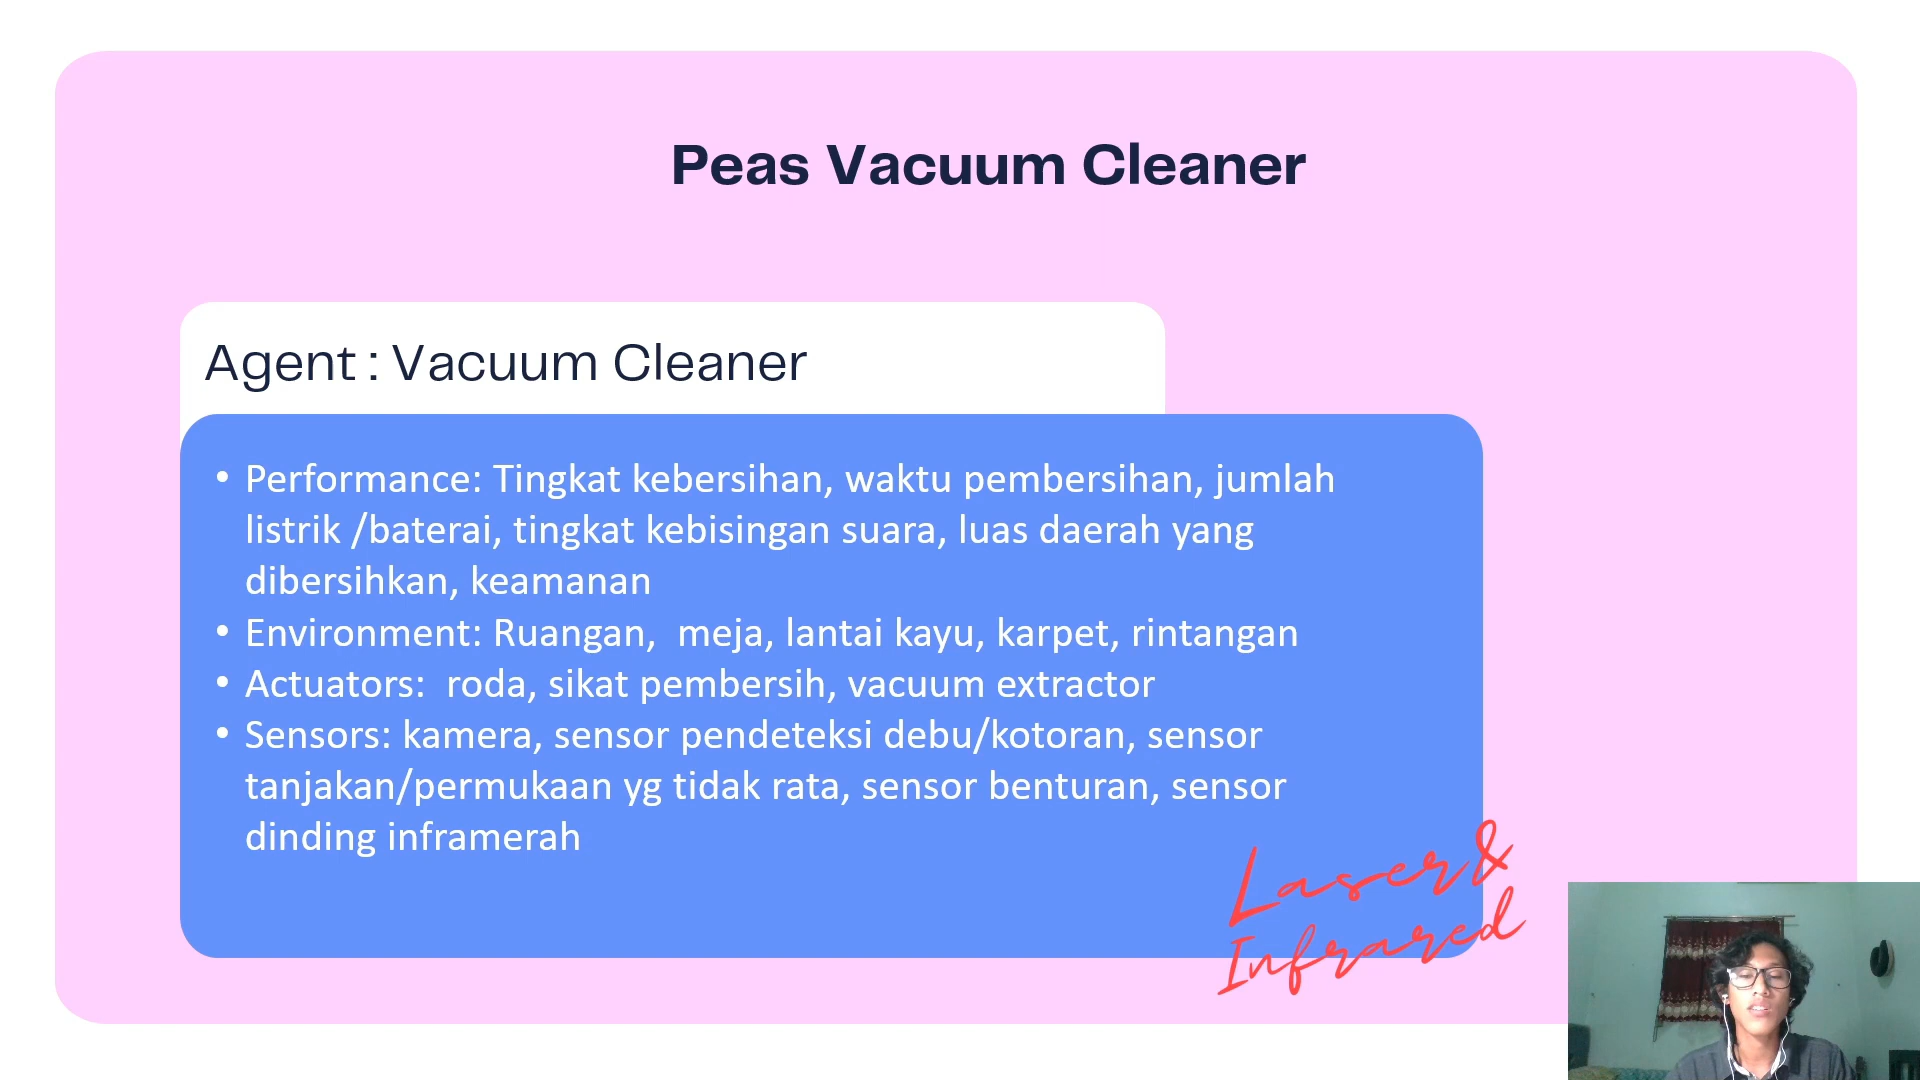 Peas Vacuum Cleaner
Agent : Vacuum Cleaner
• Performance: Tingkat kebersihan, waktu pembersihan, jumlah
listrik /baterai, tingkat kebisingan suara, luas daerah yang
dibersihkan, keamanan
• Environment: Ruangan,  meja, lantai kayu, karpet, rintangan
• Actuators:  roda, sikat pembersih, vacuum extractor
• Sensors: kamera, sensor pendeteksi debu/kotoran, sensor
tanjakan/permukaan yg tidak rata, sensor benturan, sensor
dinding inframerah
Laser&
Infrared